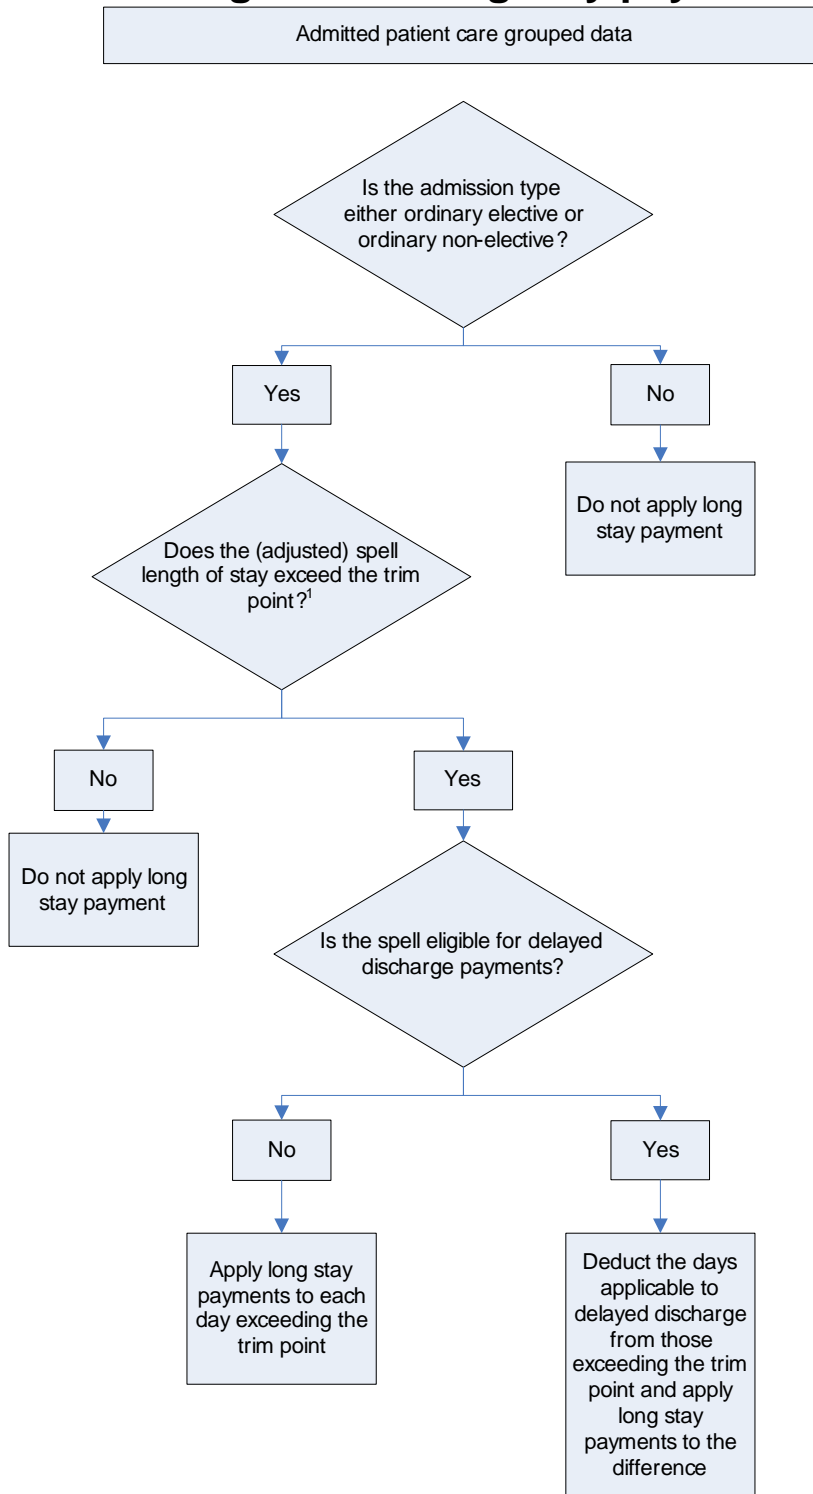 Admitted patient care grouped data
Is the admission type
either ordinary elective or
ordinary non-elective?
Yes
No
Do not apply long
stay payment
Does the (adjusted) spell
length of stay exceed the trim
point?¹
No
Yes
Do not apply long
stay payment
Is the spell eligible for delayed
discharge payments?
No
Yes
Apply long stay
payments to each
day exceeding the
trim point
Deduct the days
applicable to
delayed discharge
from those
exceeding the trim
point and apply
long stay
payments to the
difference